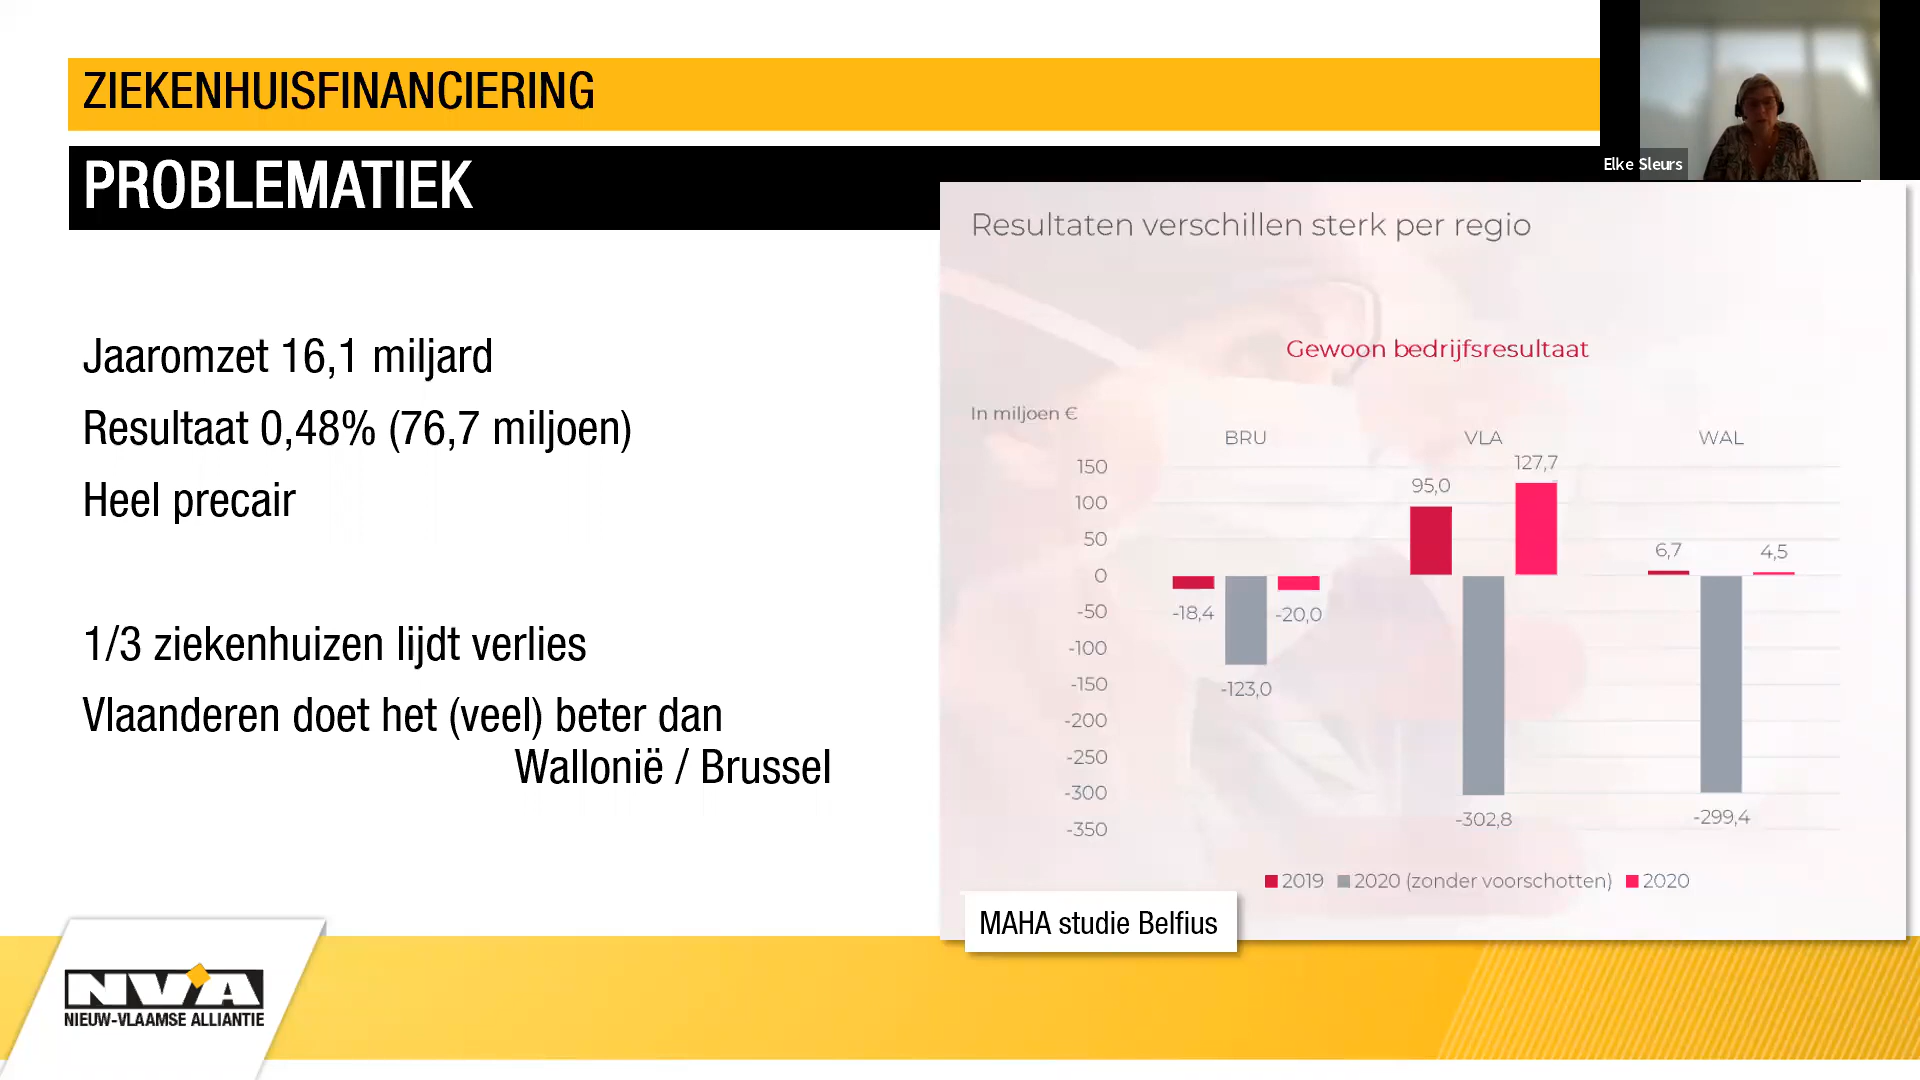 ZIEKENHUISFINANCIERING
PROBLEMATIEK
Elke Sleurs
Jaaromzet 16,1 miljard
Resultaat 0,48% (76,7 miljoen)
Heel precair
1/3 ziekenhuizen lijdt verlies
Vlaanderen doet het (veel) beter dan
Wallonië / Brussel
Resultaten verschillen sterk per regio
Gewoon bedrijfsresultaat
In miljoen €
BRU VLA WAL
150
100
50
0
-50
-100
-150
-200
-250
-300
-350
-18,4 -123,0 -20,0
95,0 -302,8 127,7
6,7 -299,4 4,5
2019 2020 (zonder voorschotten) 2020
MAHA studie Belfius
N-VA
NIEUW-VLAAMSE ALLIANTIE